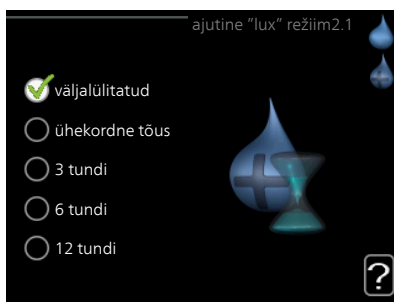 ajutine "lux" režiim2.1
väljalülitatud
ühekordne tõus
3 tundi
6 tundi
12 tundi
?